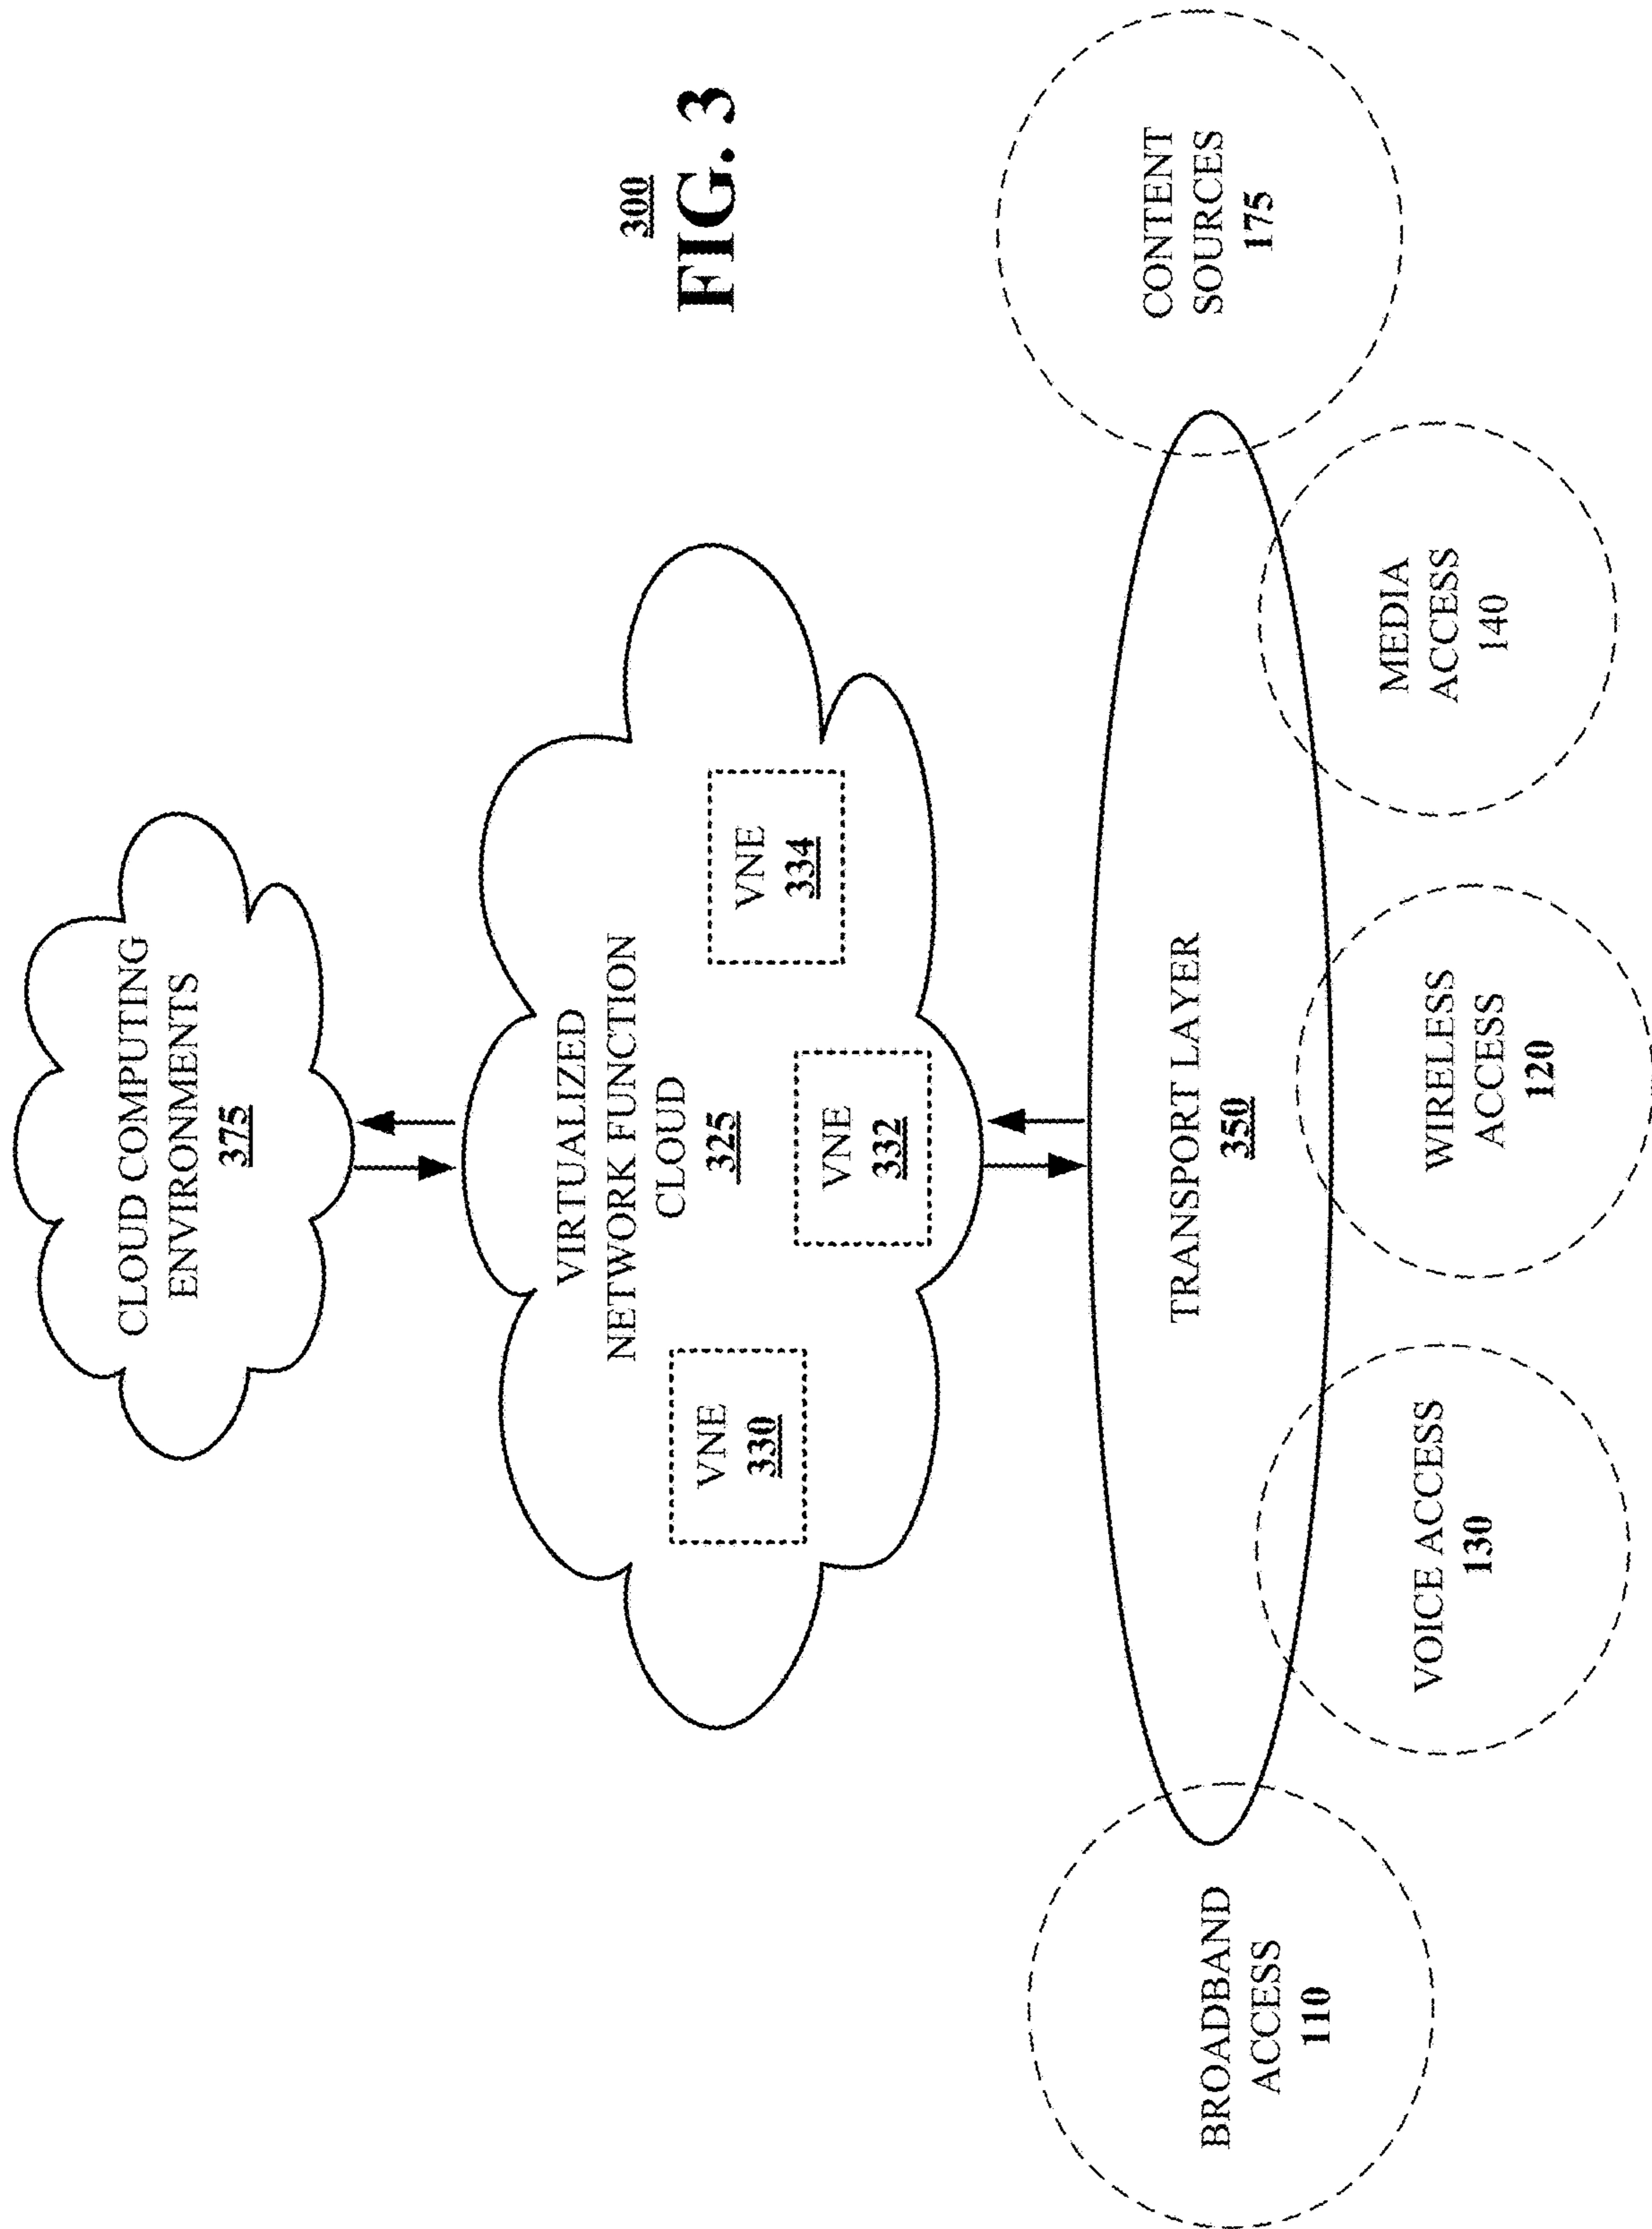 CLOUD COMPUTING
ENVIRONMENTS
375
VIRTUALIZED
NETWORK FUNCTION
CLOUD
325
VNE
330
VNE
332
VNE
334
TRANSPORT LAYER
350
BROADBAND
ACCESS
110
VOICE ACCESS
130
WIRELESS
ACCESS
120
MEDIA
ACCESS
140
CONTENT
SOURCES
175
300
FIG. 3